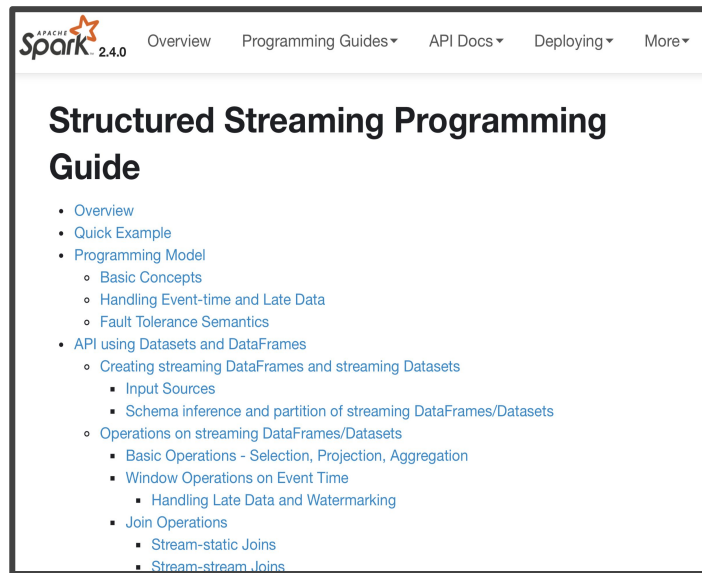 APACHE
Spark 2.4.0 Overview Programming Guides API Docs Deploying More
Structured Streaming Programming
Guide
Overview
Quick Example
Programming Model
Basic Concepts
Handling Event-time and Late Data
Fault Tolerance Semantics
API using Datasets and DataFrames
Creating streaming DataFrames and streaming Datasets
Input Sources
Schema inference and partition of streaming DataFrames/Datasets
Operations on streaming DataFrames/Datasets
Basic Operations - Selection, Projection, Aggregation
Window Operations on Event Time
Handling Late Data and Watermarking
Join Operations
Stream-static Joins
Stream-stream Joins